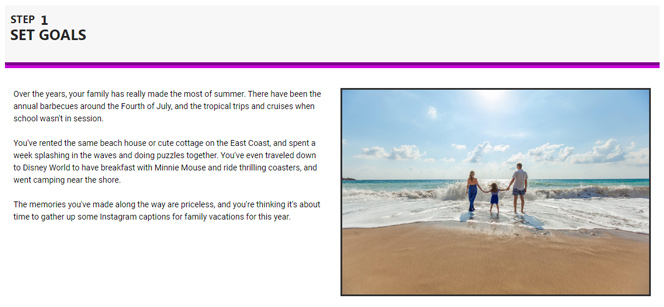 STEP 1
SET GOALS
Over the years, your family has really made the most of summer. There have been the
annual barbecues around the Fourth of July, and the tropical trips and cruises when
school wasn't in session.
You've rented the same beach house or cute cottage on the East Coast, and spent a
week splashing in the waves and doing puzzles together. You've even traveled down
to Disney World to have breakfast with Minnie Mouse and ride thrilling coasters, and
went camping near the shore.
The memories you've made along the way are priceless, and you're thinking it's about
time to gather up some Instagram captions for family vacations for this year.